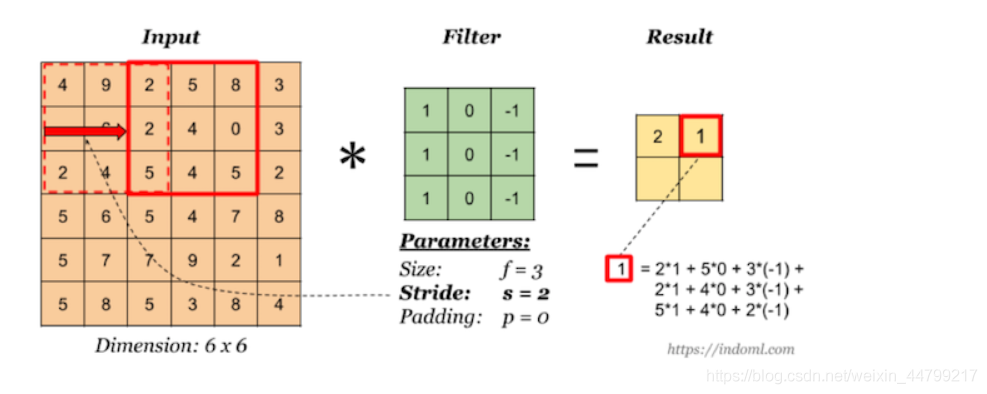 Input Filter Result
4 9 2 5 8 3
2 4 0 3
2 4 5 4 5 2
5 6 5 4 7 8
5 7 7 9 2 1
5 8 5 3 8 4
Dimension: 6 x 6
*
1 0 -1
1 0 -1
1 0 -1
=
2 1
Parameters:
Size: f = 3
Stride: s = 2
Padding: p = 0
1 = 2*1 + 5*0 + 3*(-1) +
2*1 + 4*0 + 3*(-1) +
5*1 + 4*0 + 2*(-1)
https://indoml.com
https://blog.csdn.net/weixin_44799217